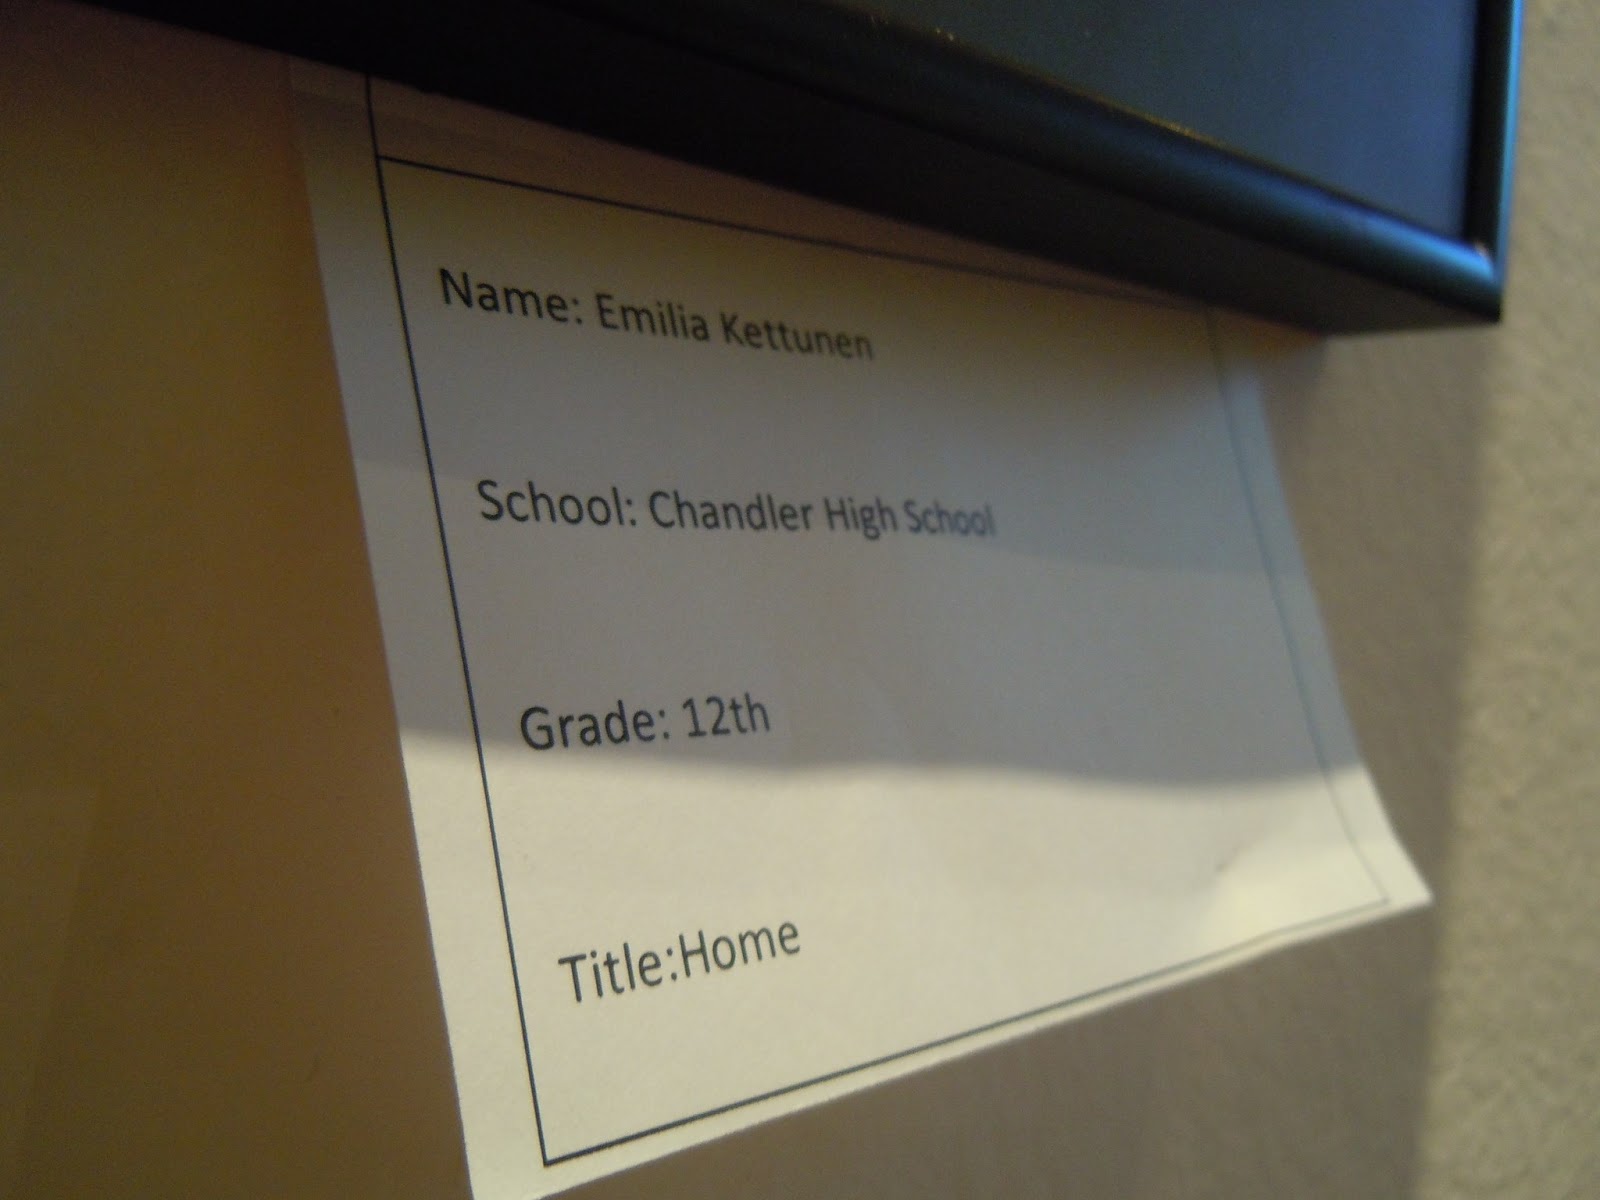 Name: Emilia Kettunen
School: Chandler High School
Grade: 12th
Title:Home